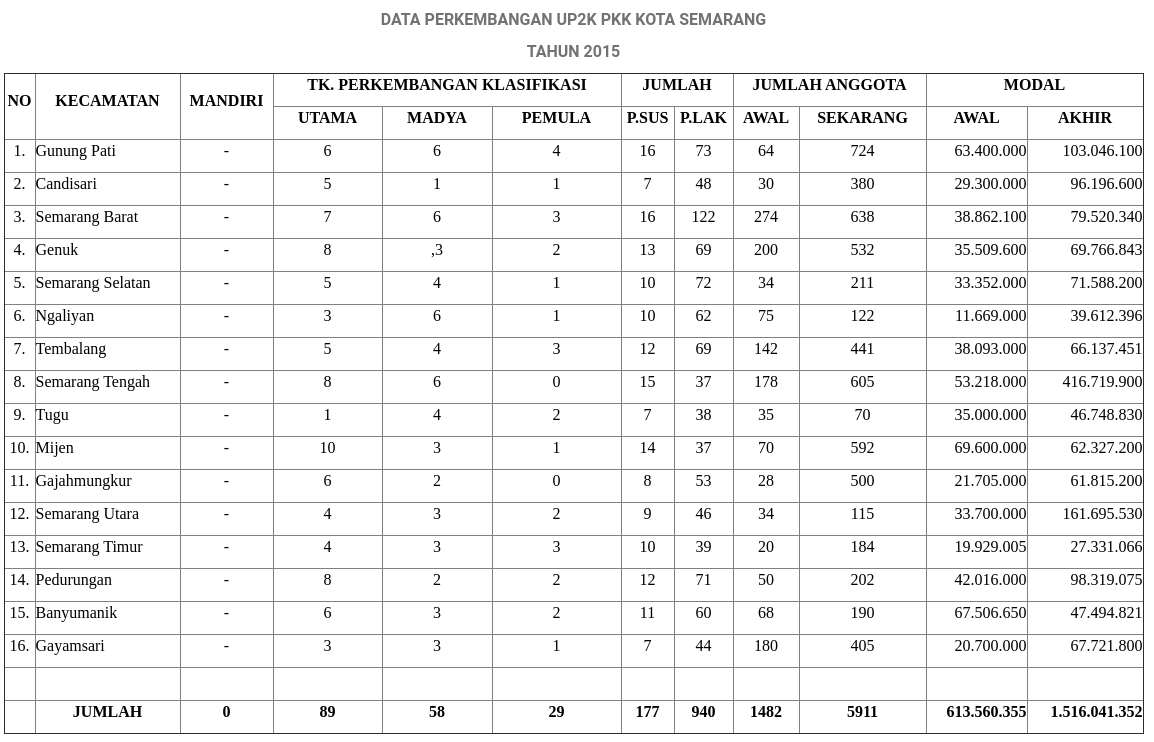 DATA PERKEMBANGAN UP2K PKK KOTA SEMARANG
TAHUN 2015
NO KECAMATAN MANDIRI TK. PERKEMBANGAN KLASIFIKASI JUMLAH JUMLAH ANGGOTA MODAL
UTAMA MADYA PEMULA P.SUS P.LAK AWAL SEKARANG AWAL AKHIR
1. Gunung Pati - 6 6 4 16 73 64 724 63.400.000 103.046.100
2. Candisari - 5 1 1 7 48 30 380 29.300.000 96.196.600
3. Semarang Barat - 7 6 3 16 122 274 638 38.862.100 79.520.340
4. Genuk - 8 ,3 2 13 69 200 532 35.509.600 69.766.843
5. Semarang Selatan - 5 4 1 10 72 34 211 33.352.000 71.588.200
6. Ngaliyan - 3 6 1 10 62 75 122 11.669.000 39.612.396
7. Tembalang - 5 4 3 12 69 142 441 38.093.000 66.137.451
8. Semarang Tengah - 8 6 0 15 37 178 605 53.218.000 416.719.900
9. Tugu - 1 4 2 7 38 35 70 35.000.000 46.748.830
10. Mijen - 10 3 1 14 37 70 592 69.600.000 62.327.200
11. Gajahmungkur - 6 2 0 8 53 28 500 21.705.000 61.815.200
12. Semarang Utara - 4 3 2 9 46 34 115 33.700.000 161.695.530
13. Semarang Timur - 4 3 3 10 39 20 184 19.929.005 27.331.066
14. Pedurungan - 8 2 2 12 71 50 202 42.016.000 98.319.075
15. Banyumanik - 6 3 2 11 60 68 190 67.506.650 47.494.821
16. Gayamsari - 3 3 1 7 44 180 405 20.700.000 67.721.800
JUMLAH 0 89 58 29 177 940 1482 5911 613.560.355 1.516.041.352